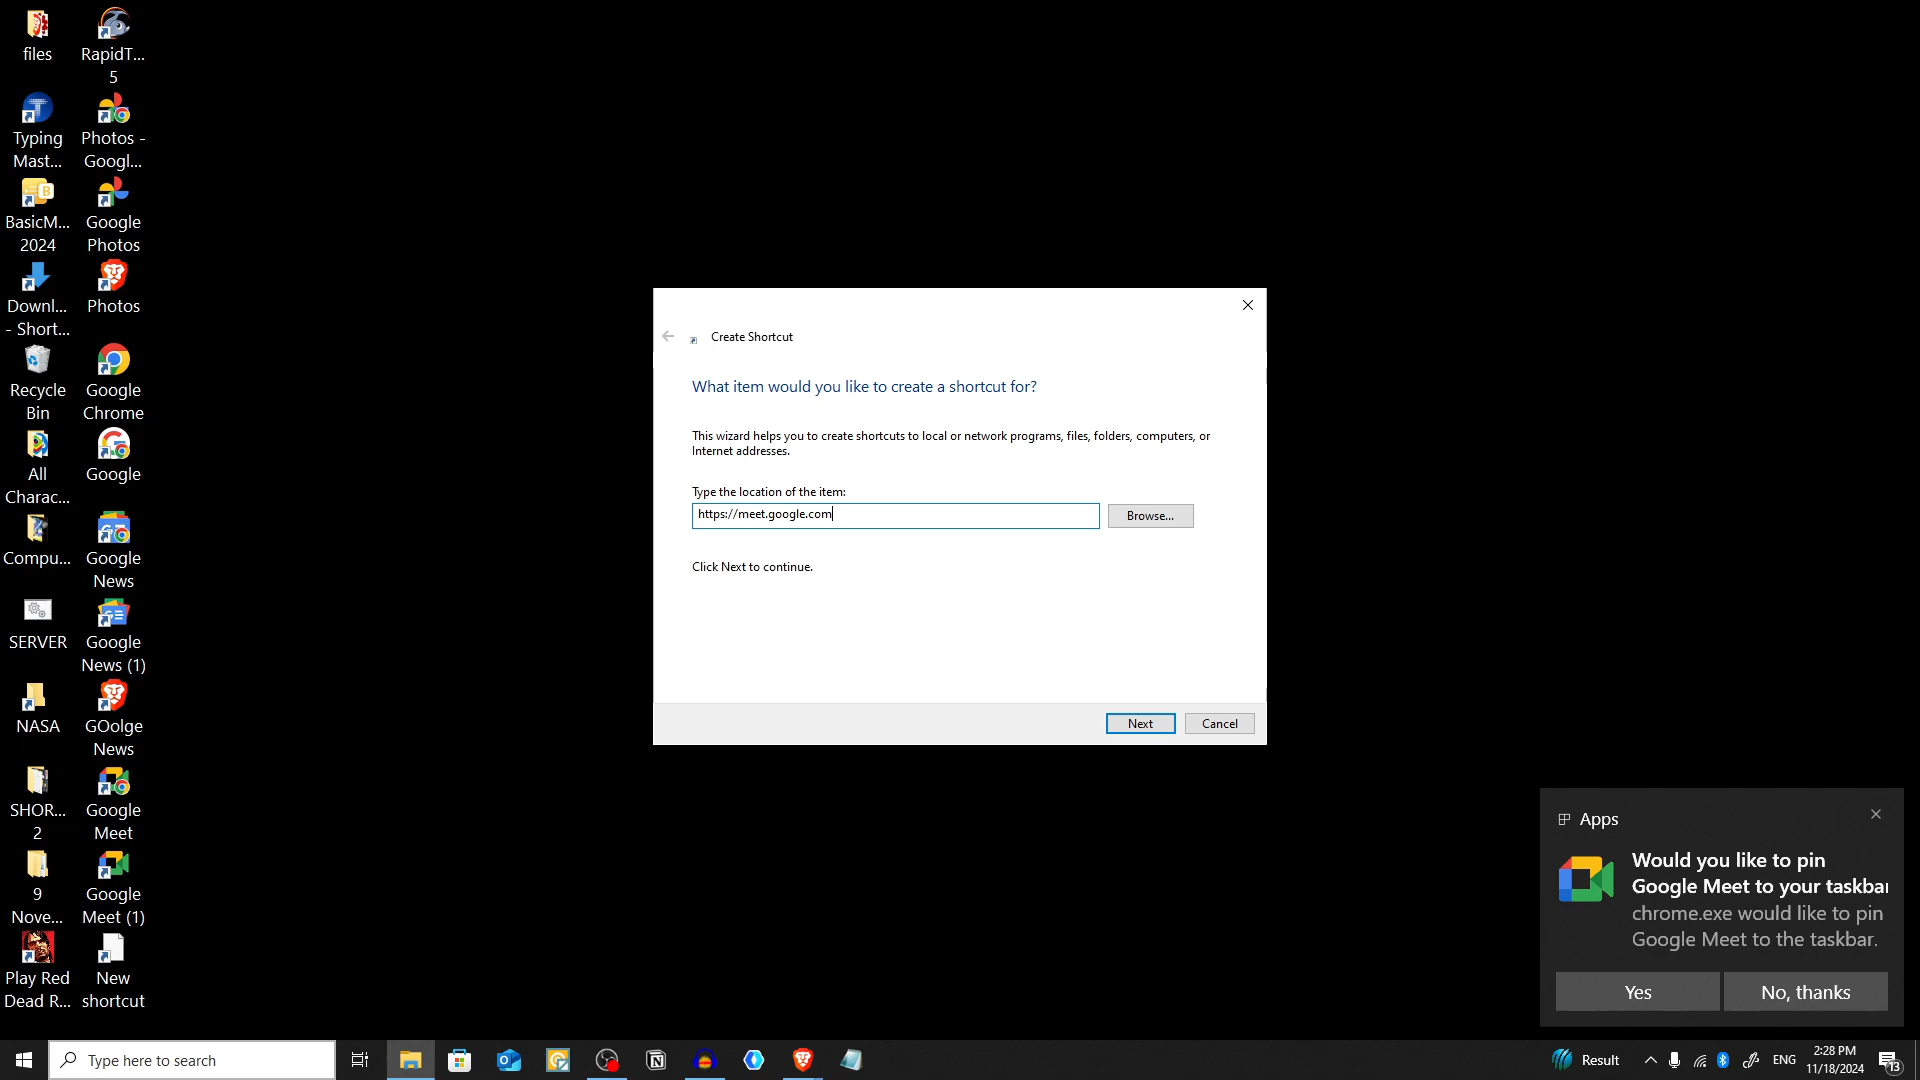 files
RapidT...
5
Typing
Mast...
Photos -
Googl...
BasicM...
2024
Google
Photos
Downl...
- Short...
Photos
Recycle
Bin
Google
Chrome
All
Charac...
Google
Compu...
Google
News
SERVER
Google
News (1)
NASA
GOolge
News
SHOR...
2
Google
Meet
9
Nove...
Google
Meet (1)
Play Red
Dead R...
New
shortcut
Create Shortcut
What item would you like to create a shortcut for?
This wizard helps you to create shortcuts to local or network programs, files, folders, computers, or
Internet addresses.
Type the location of the item:
https://meet.google.com
Browse...
Click Next to continue.
Next
Cancel
Apps
Would you like to pin
Google Meet to your taskbar
chrome.exe would like to pin
Google Meet to the taskbar.
Yes
No, thanks
Type here to search
Result
ENG
2:28 PM
11/18/2024
13